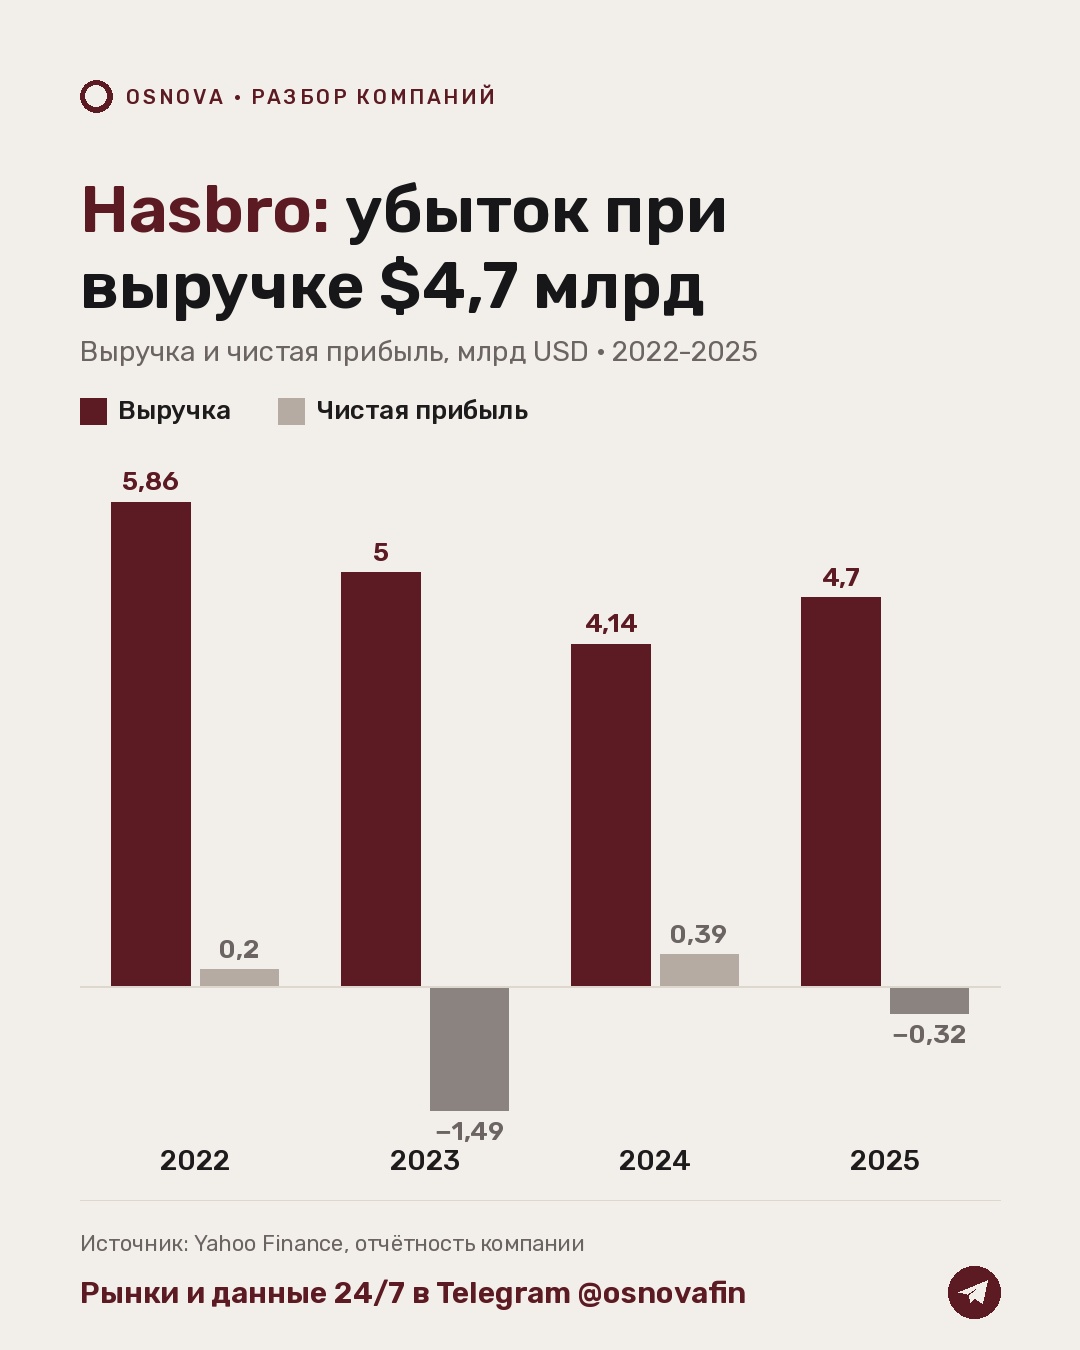 OSNOVA • РАЗБОР КОМПАНИЙ
Hasbro: убыток при
выручке $4,7 млрд
Выручка и чистая прибыль, млрд USD • 2022-2025
Выручка
Чистая прибыль
5,86
0,2
5
−1,49
4,14
0,39
4,7
−0,32
2022
2023
2024
2025
Источник: Yahoo Finance, отчётность компании
Рынки и данные 24/7 в Telegram @osnovafin